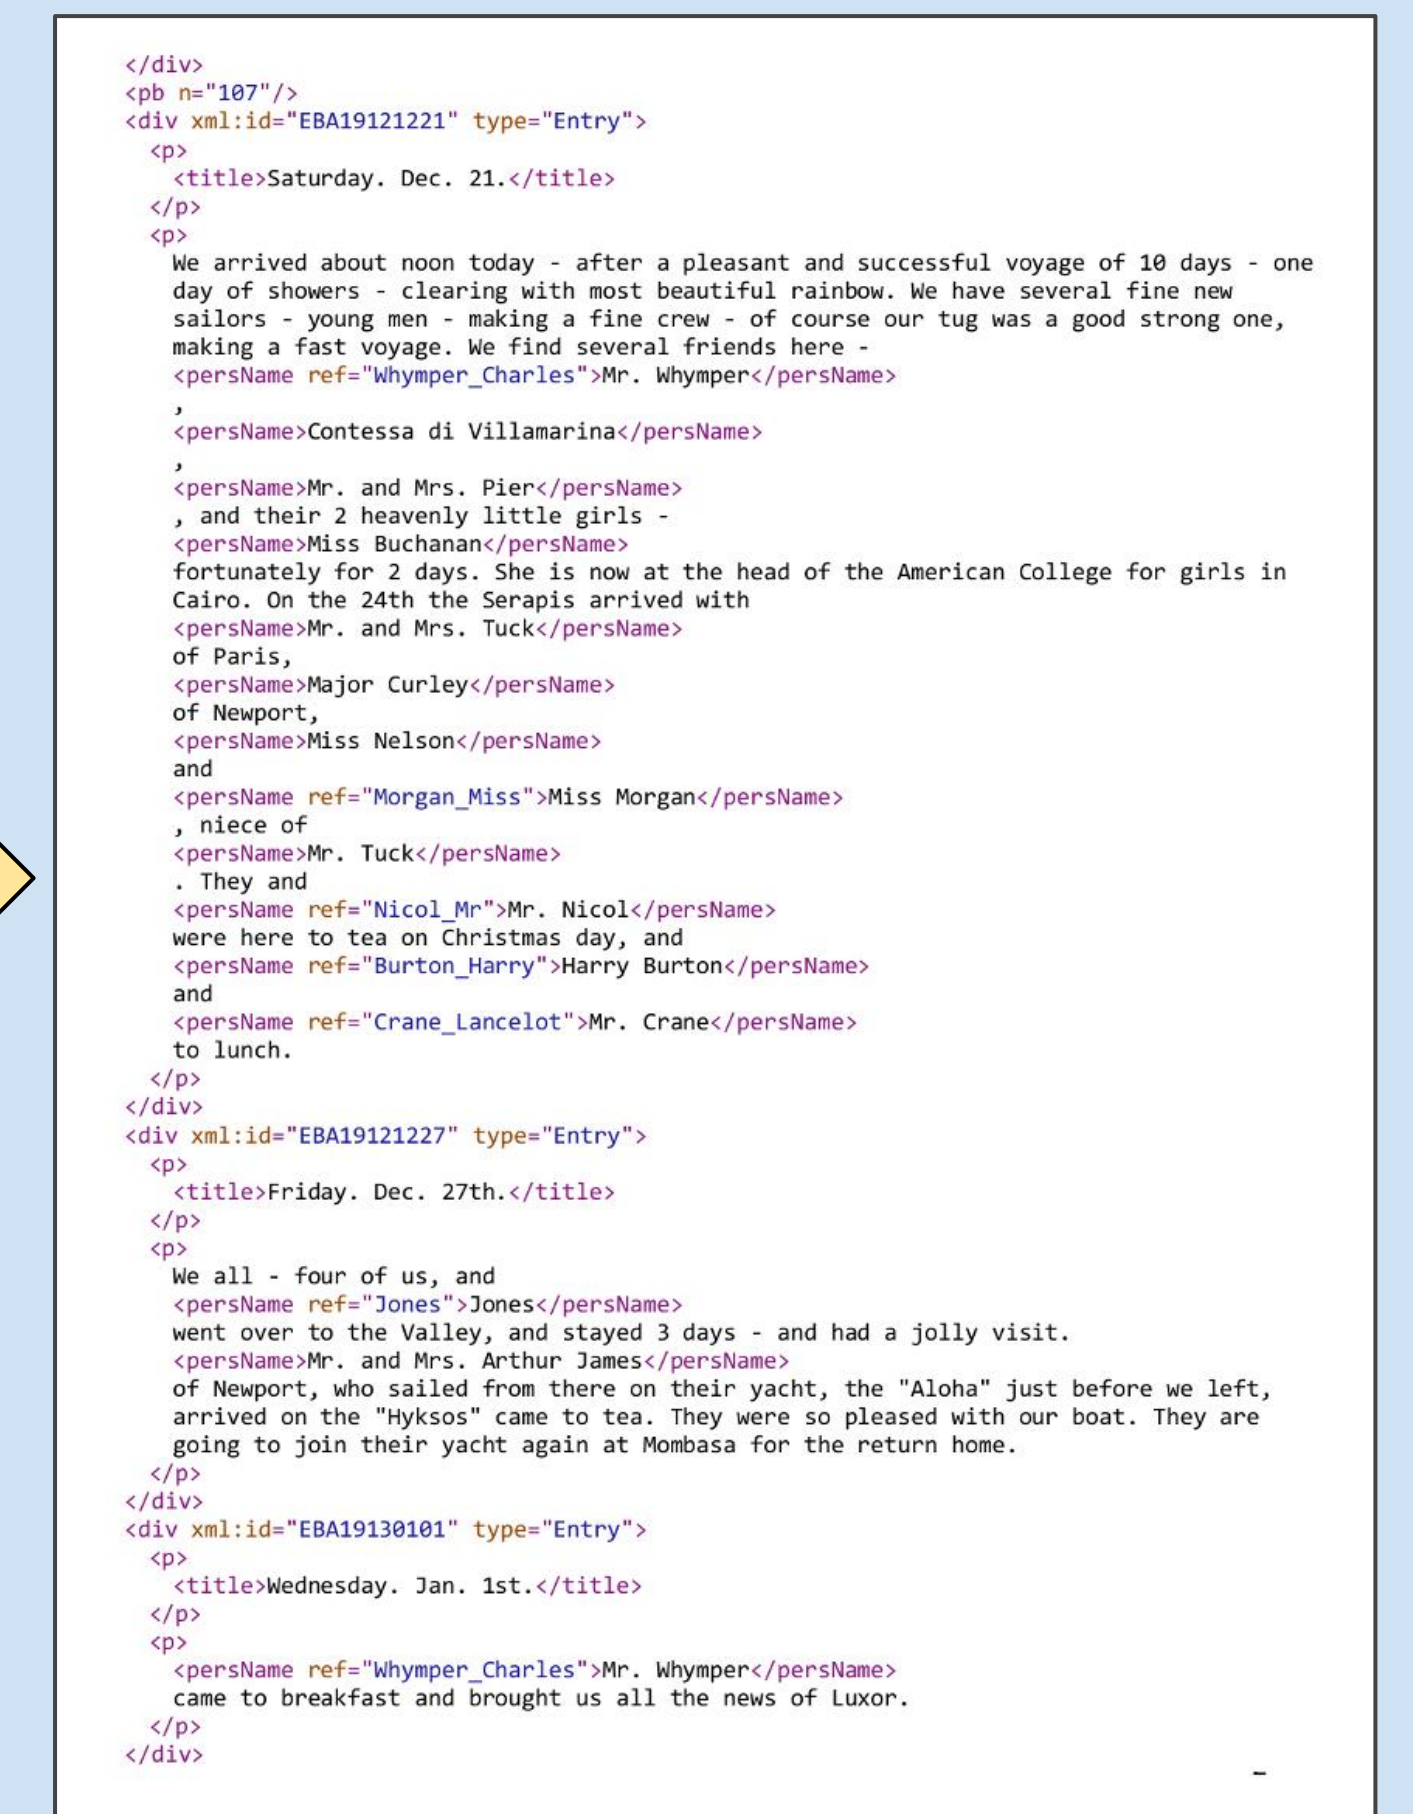 </div>
<pb n="107"/>
<div xml:id="EBA19121221" type="Entry">
<p>
<title>Saturday. Dec. 21.</title>
</p>
<p>
We arrived about noon today - after a pleasant and successful voyage of 10 days - one
day of showers - clearing with most beautiful rainbow. We have several fine new
sailors - young men - making a fine crew - of course our tug was a good strong one,
making a fast voyage. We find several friends here -
<persName ref="Whymper_Charles">Mr. Whymper</persName>
,
<persName>Contessa di Villamarina</persName>
,
<persName>Mr. and Mrs. Pier</persName>
, and their 2 heavenly little girls -
<persName>Miss Buchanan</persName>
fortunately for 2 days. She is now at the head of the American College for girls in
Cairo. On the 24th the Serapis arrived with
<persName>Mr. and Mrs. Tuck</persName>
of Paris,
<persName>Major Curley</persName>
of Newport,
<persName>Miss Nelson</persName>
and
<persName ref="Morgan_Miss">Miss Morgan</persName>
, niece of
<persName>Mr. Tuck</persName>
. They and
<persName ref="Nicol_Mr">Mr. Nicol</persName>
were here to tea on Christmas day, and
<persName ref="Burton_Harry">Harry Burton</persName>
and
<persName ref="Crane_Lancelot">Mr. Crane</persName>
to lunch.
</p>
</div>
<div xml:id="EBA19121227" type="Entry">
<p>
<title>Friday. Dec. 27th.</title>
</p>
<p>
We all - four of us, and
<persName ref="Jones">Jones</persName>
went over to the Valley, and stayed 3 days - and had a jolly visit.
<persName>Mr. and Mrs. Arthur James</persName>
of Newport, who sailed from there on their yacht, the "Aloha" just before we left,
arrived on the "Hyksos" came to tea. They were so pleased with our boat. They are
going to join their yacht again at Mombasa for the return home.
</p>
</div>
<div xml:id="EBA19130101" type="Entry">
<p>
<title>Wednesday. Jan. 1st.</title>
</p>
<p>
<persName ref="Whymper_Charles">Mr. Whymper</persName>
came to breakfast and brought us all the news of Luxor.
</p>
</div>